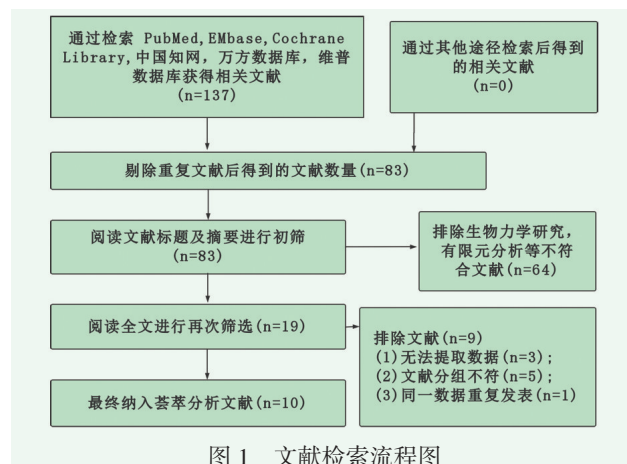 通过检索 PubMed,EMbase,Cochrane
Library,中国知网，万方数据库，维普
数据库获得相关文献
(n=137)
通过其他途径检索后得到
的相关文献
(n=0)
剔除重复文献后得到的文献数量(n=83)
阅读文献标题及摘要进行初筛
(n=83)
排除生物力学研究，
有限元分析等不符
合文献(n=64)
阅读全文进行再次筛选(n=19)
排除文献(n=9)
(1)无法提取数据(n=3);
(2)文献分组不符(n=5);
(3)同一数据重复发表(n=1)
最终纳入荟萃分析文献(n=10)
图 1 文献检索流程图